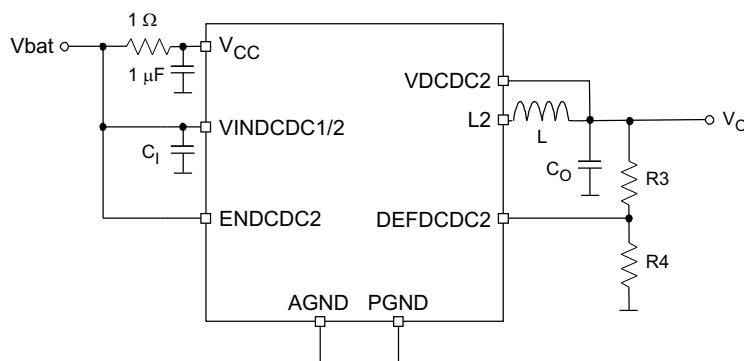 1 Ω
Vbat
VCC
1 μF
VDCDC2
L2
VO
L
VINDCDC1/2
CI
CO
R3
ENDCDC2
DEFDCDC2
R4
AGND PGND